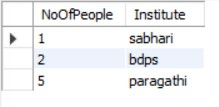 NoOfPeople Institute
1 sabhari
2 bdps
5 paragathi